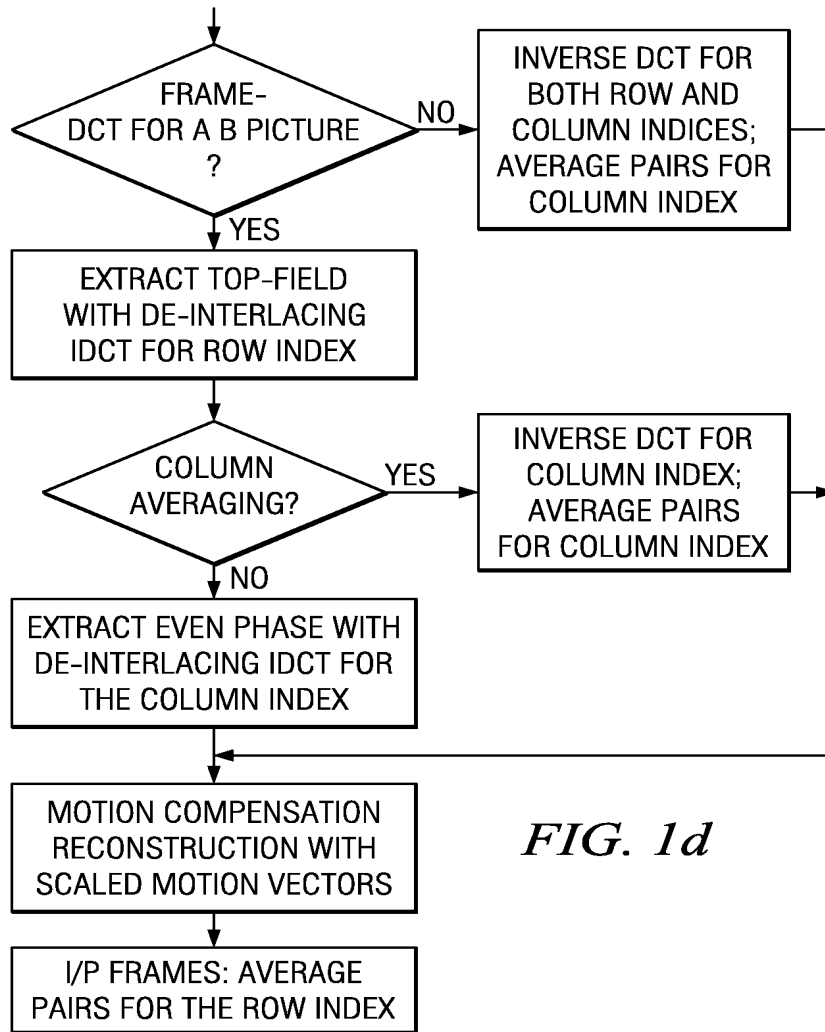 FRAME-
DCT FOR A B PICTURE
?
NO
INVERSE DCT FOR
BOTH ROW AND
COLUMN INDICES;
AVERAGE PAIRS FOR
COLUMN INDEX
YES
EXTRACT TOP-FIELD
WITH DE-INTERLACING
IDCT FOR ROW INDEX
COLUMN
AVERAGING?
YES
INVERSE DCT FOR
COLUMN INDEX;
AVERAGE PAIRS
FOR COLUMN INDEX
NO
EXTRACT EVEN PHASE WITH
DE-INTERLACING IDCT FOR
THE COLUMN INDEX
MOTION COMPENSATION
RECONSTRUCTION WITH
SCALED MOTION VECTORS
FIG. 1d
I/P FRAMES: AVERAGE
PAIRS FOR THE ROW INDEX